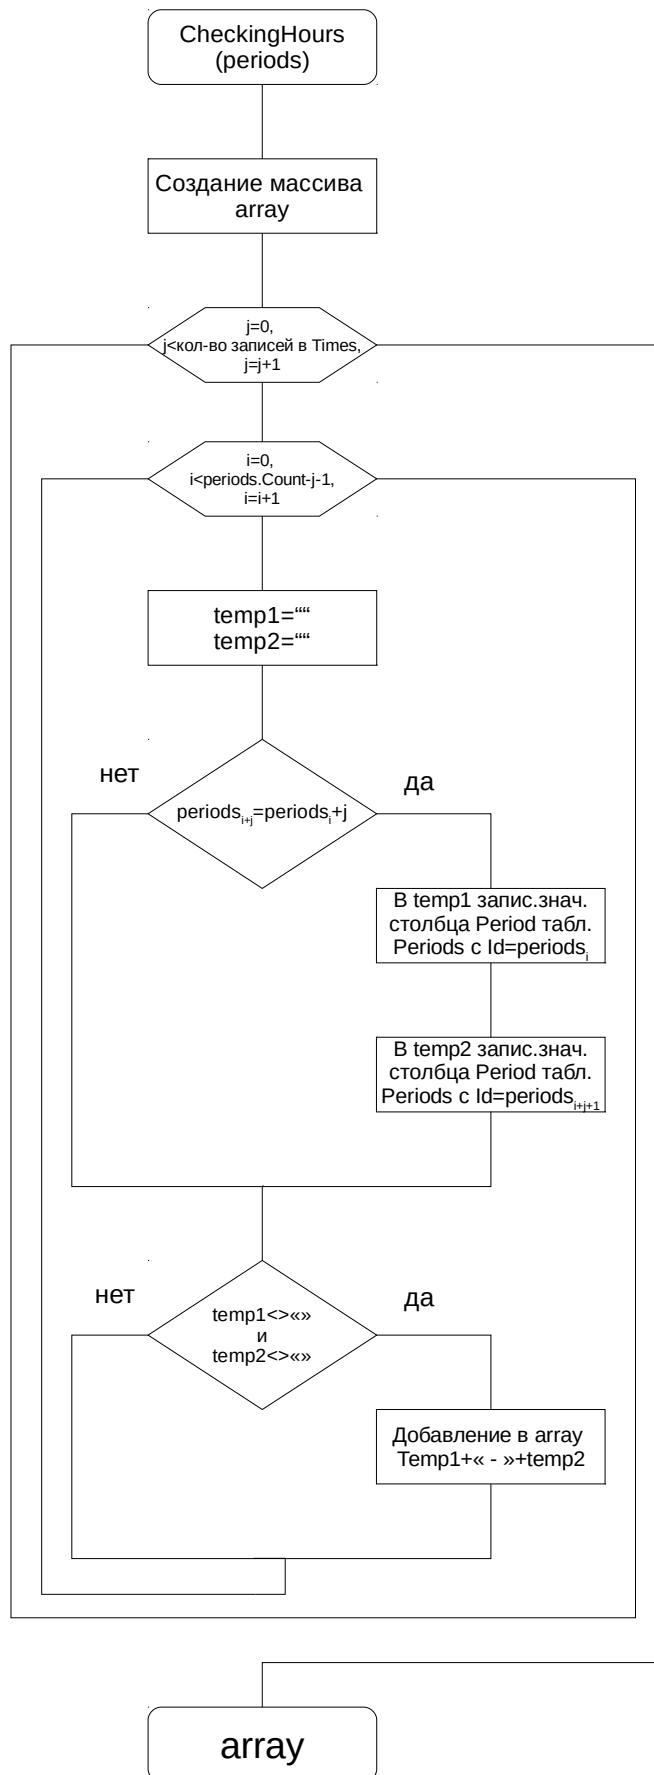 CheckingHours
(periods)
Создание массива
array
j=0,
j<кол-во записей в Times,
j=j+1
i=0,
i<periods.Count-j-1,
i=i+1
temp1=““
temp2=““
нет
да
periodsi+j=periodsi+j
В temp1 запис.знач.
столбца Period табл.
Periods с Id=periodsi
В temp2 запис.знач.
столбца Period табл.
Periods с Id=periodsi+j+1
нет
да
temp1<>«»
и
temp2<>«»
Добавление в array
Temp1+« - »+temp2
array